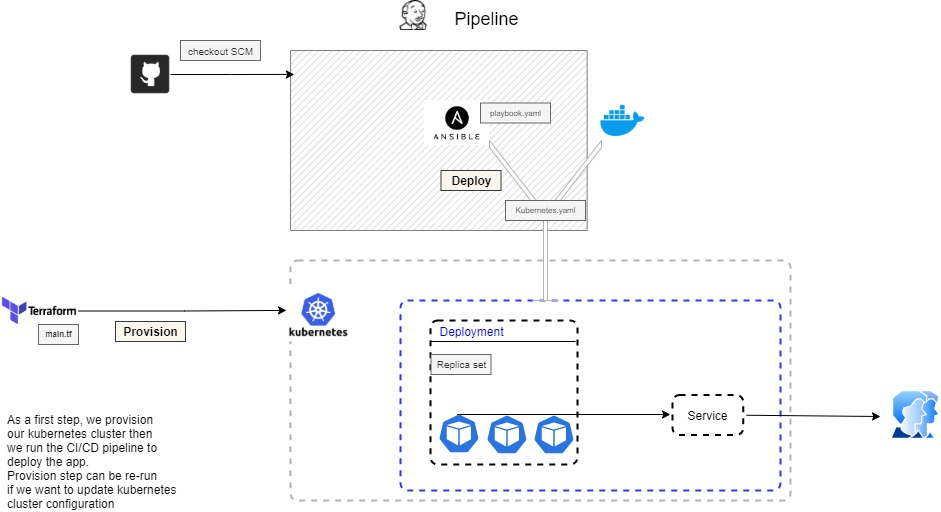 Pipeline
checkout SCM
ANSIBLE
playbook.yaml
Deploy
Kubernetes.yaml
Terraform
main.tf
Provision
kubernetes
Deployment
Replica set
Service
As a first step, we provision
our kubernetes cluster then
we run the CI/CD pipeline to
deploy the app.
Provision step can be re-run
if we want to update kubernetes
cluster configuration